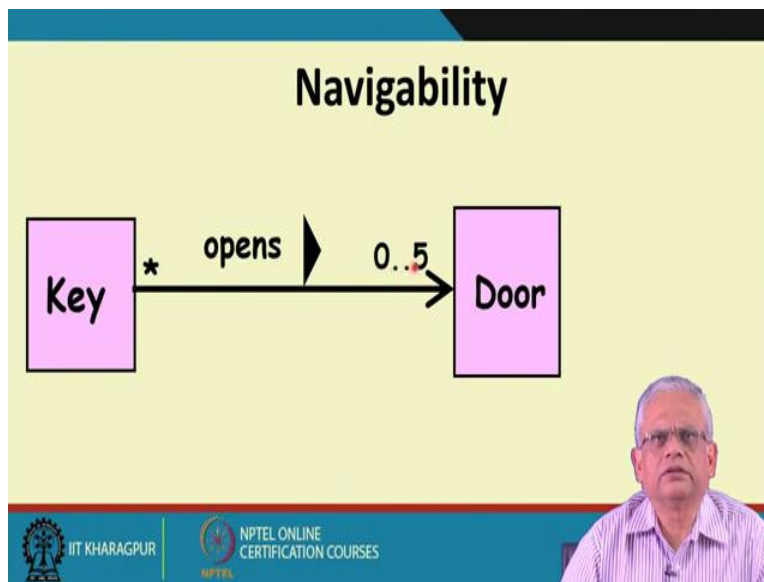 Navigability
* opens 0..5
Key
Door
IIT KHARAGPUR
NPTEL
NPTEL ONLINE
CERTIFICATION COURSES